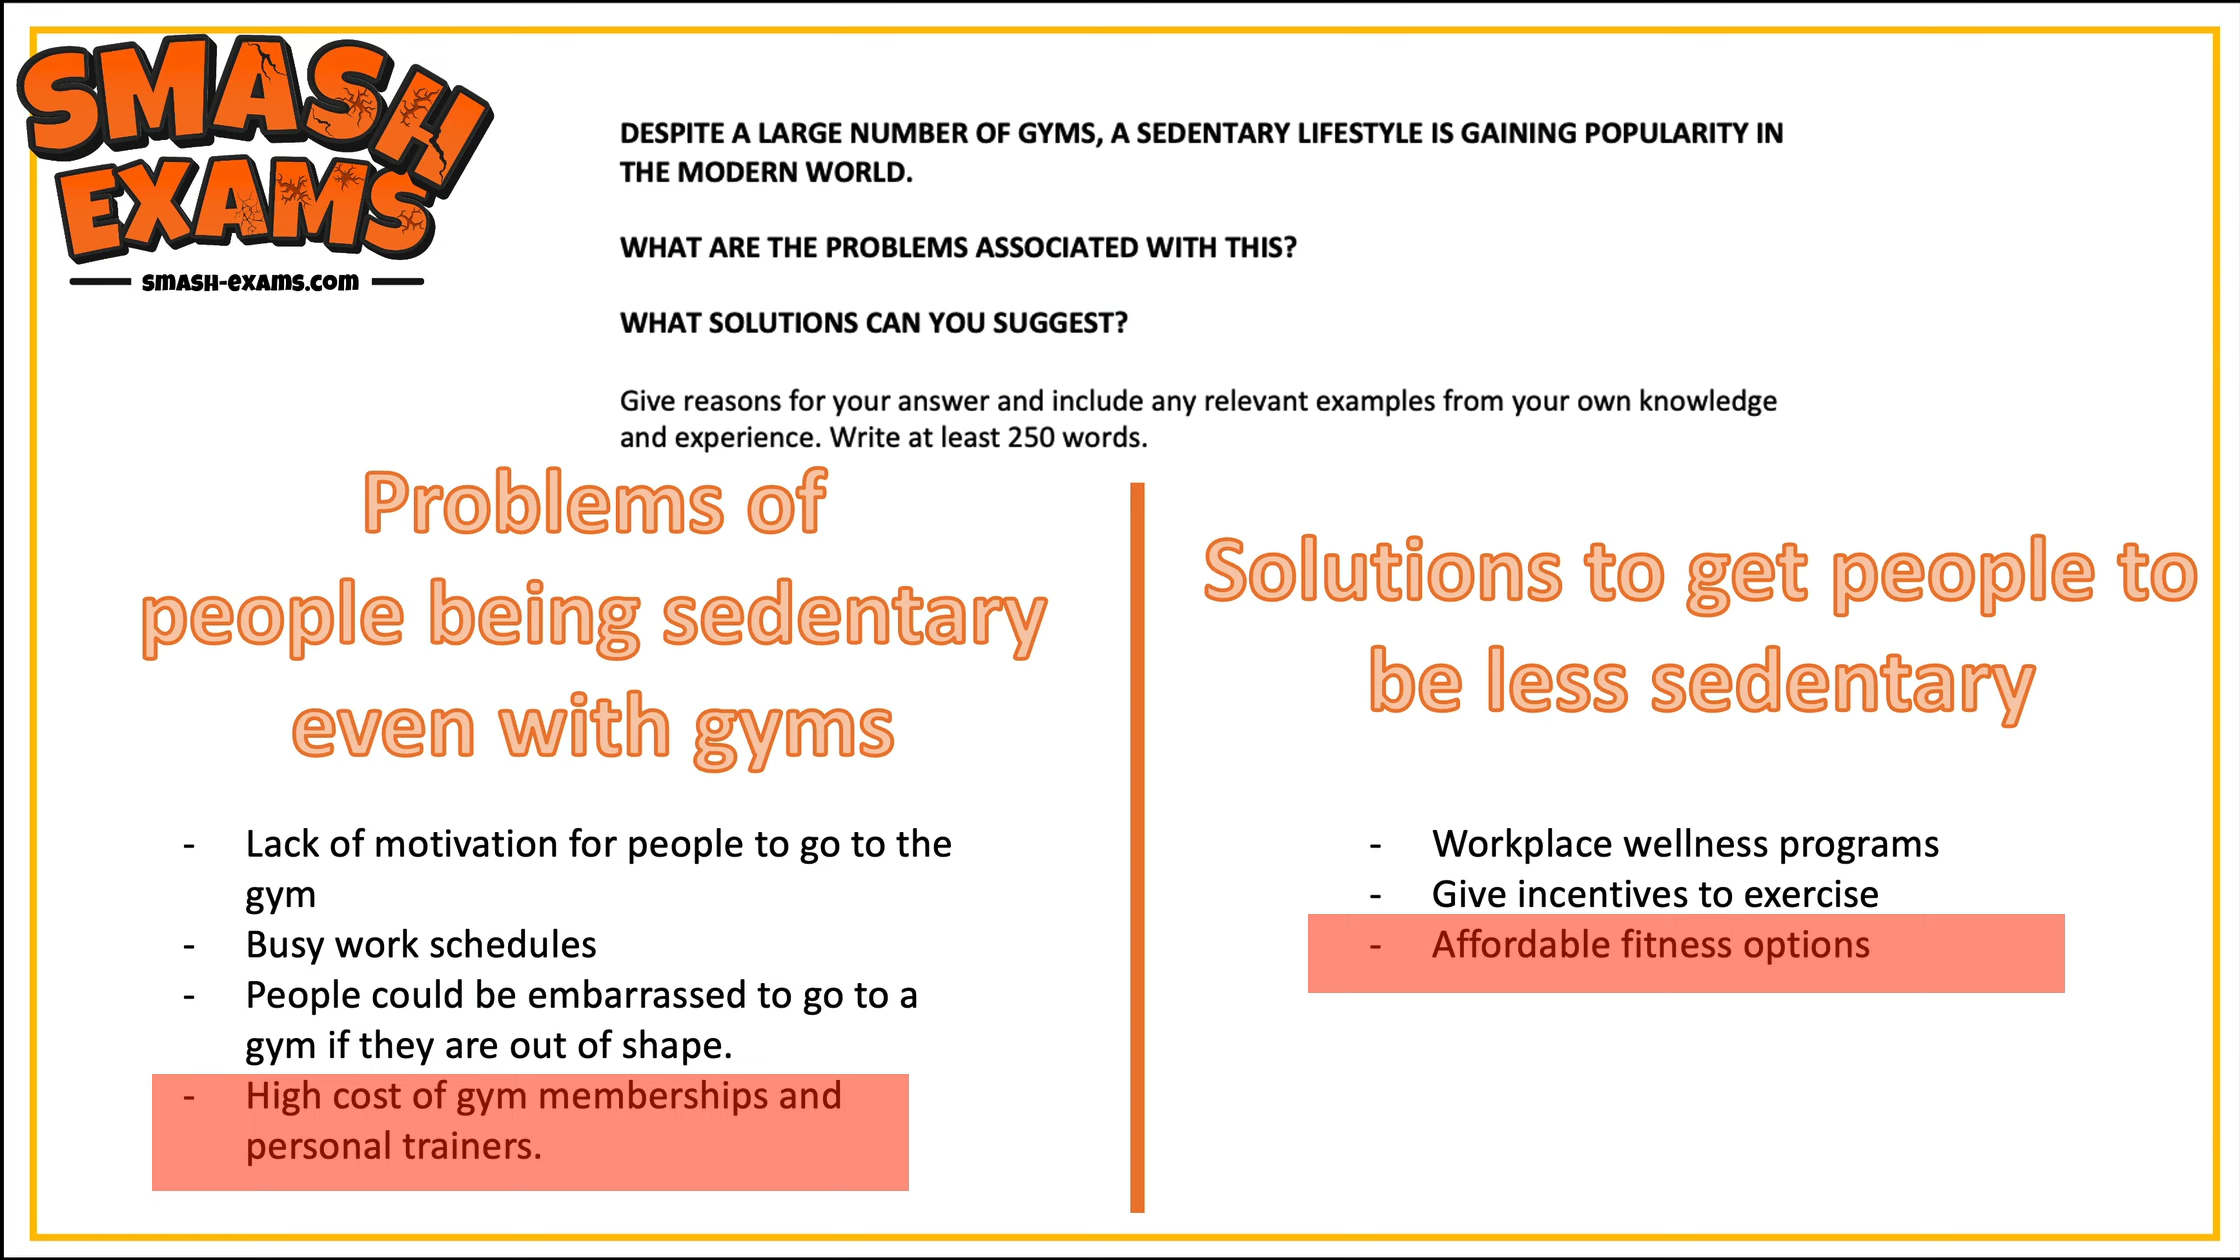 SMASH
EXAMS
smash-exams.com
DESPITE A LARGE NUMBER OF GYMS, A SEDENTARY LIFESTYLE IS GAINING POPULARITY IN
THE MODERN WORLD.
WHAT ARE THE PROBLEMS ASSOCIATED WITH THIS?
WHAT SOLUTIONS CAN YOU SUGGEST?
Give reasons for your answer and include any relevant examples from your own knowledge
and experience. Write at least 250 words.
Problems of
people being sedentary
even with gyms
- Lack of motivation for people to go to the
gym
- Busy work schedules
- People could be embarrassed to go to a
gym if they are out of shape.
- High cost of gym memberships and
personal trainers.
Solutions to get people to
be less sedentary
- Workplace wellness programs
- Give incentives to exercise
- Affordable fitness options